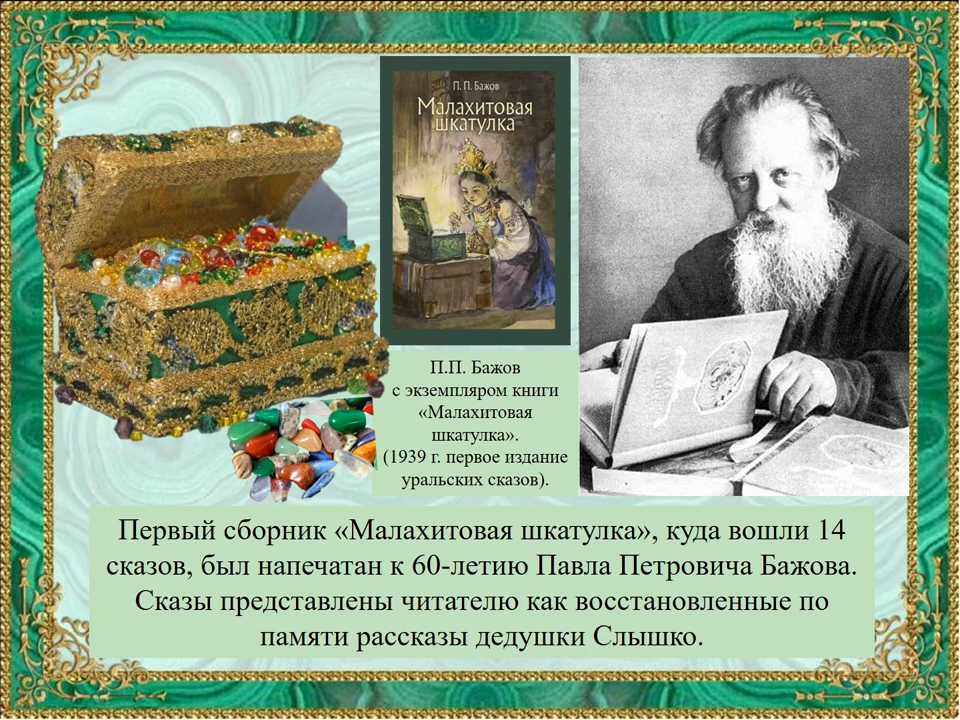 П. П. Бажов
Малахитовая
шкатулка
П.П. Бажов
с экземпляром книги
«Малахитовая
шкатулка».
(1939 г. первое издание
уральских сказов).
Первый сборник «Малахитовая шкатулка», куда вошли 14
сказов, был напечатан к 60-летию Павла Петровича Бажова.
Сказы представлены читателю как восстановленные по
памяти рассказы дедушки Слышко.